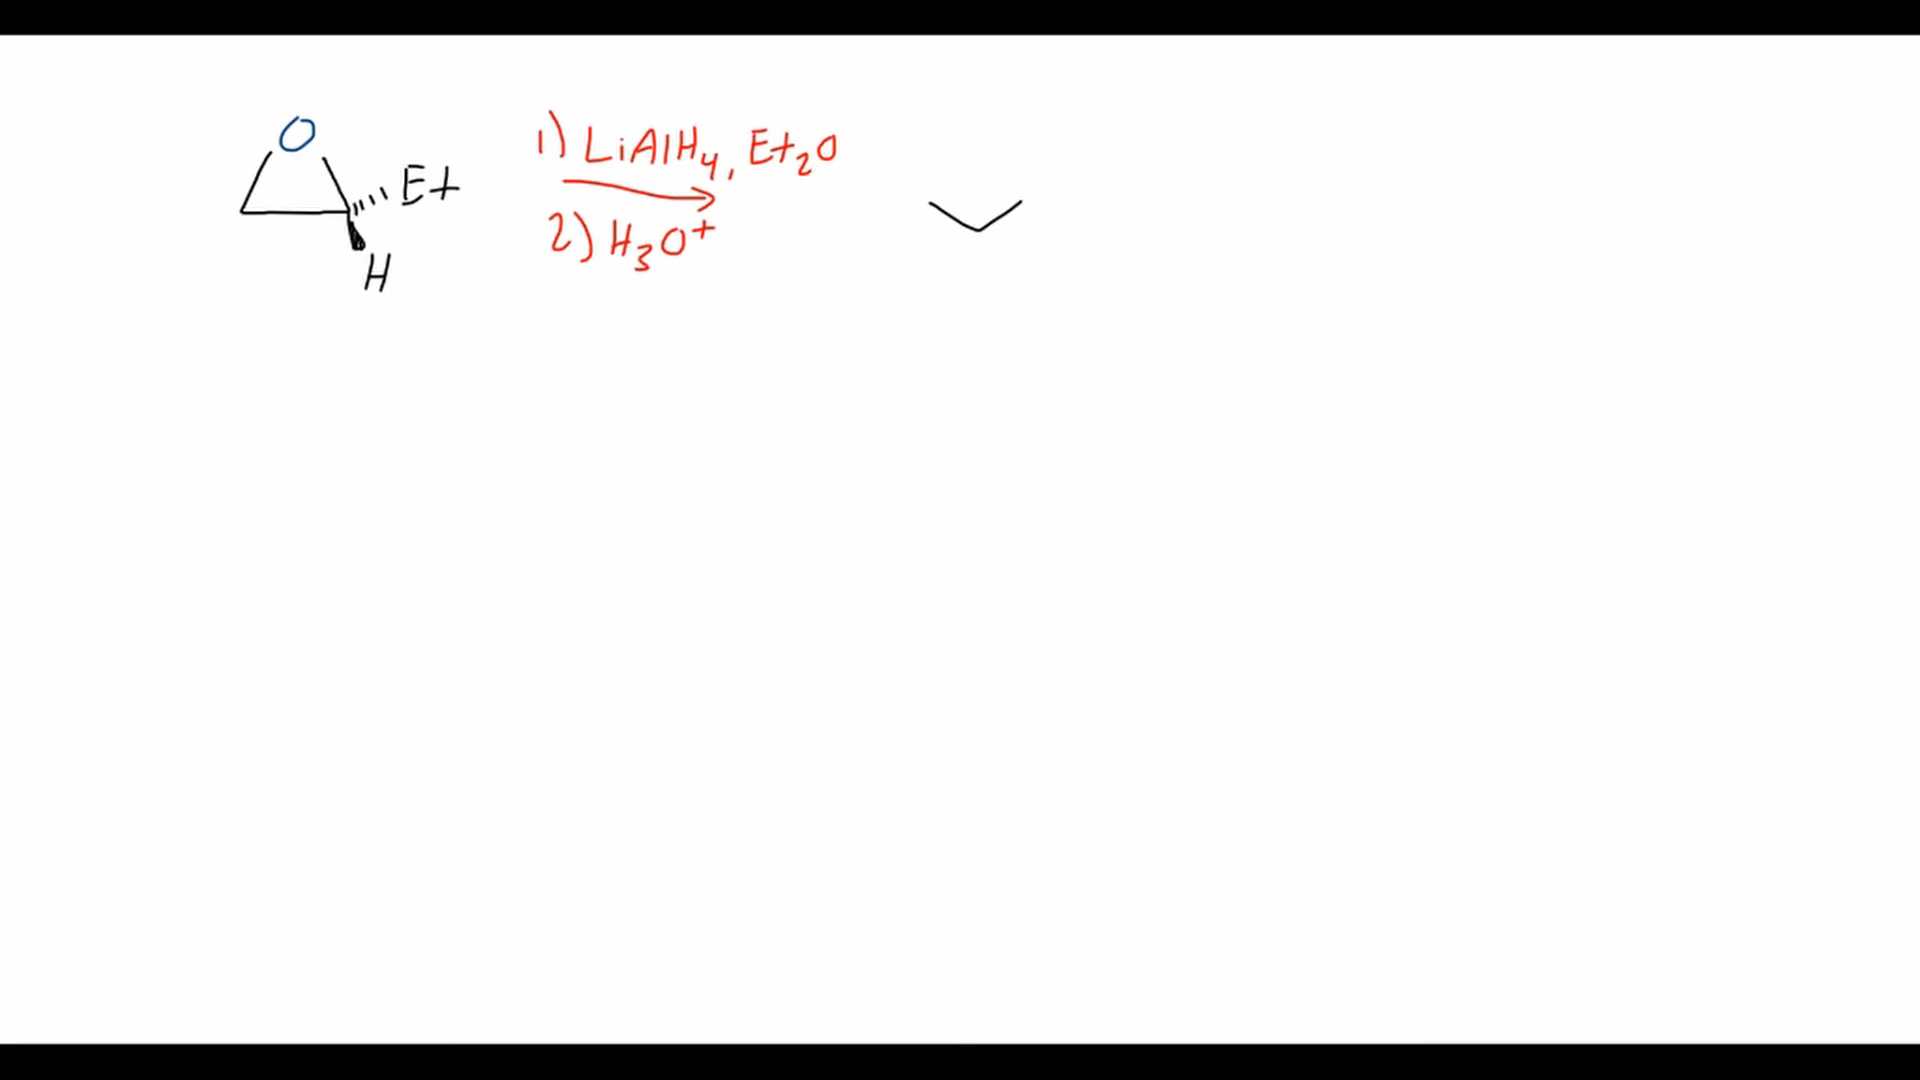 O
Et
H
1) LiAlH₄, Et₂O
2) H₃O⁺